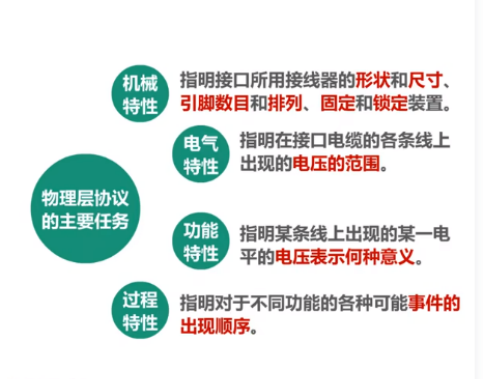 物理层协议
的主要任务
机械
特性
指明接口所用接线器的形状和尺寸、
引脚数目和排列、固定和锁定装置。
电气
特性
指明在接口电缆的各条线上
出现的电压的范围。
功能
特性
指明某条线上出现的某一电
平的电压表示何种意义。
过程
特性
指明对于不同功能的各种可能事件的
出现顺序。